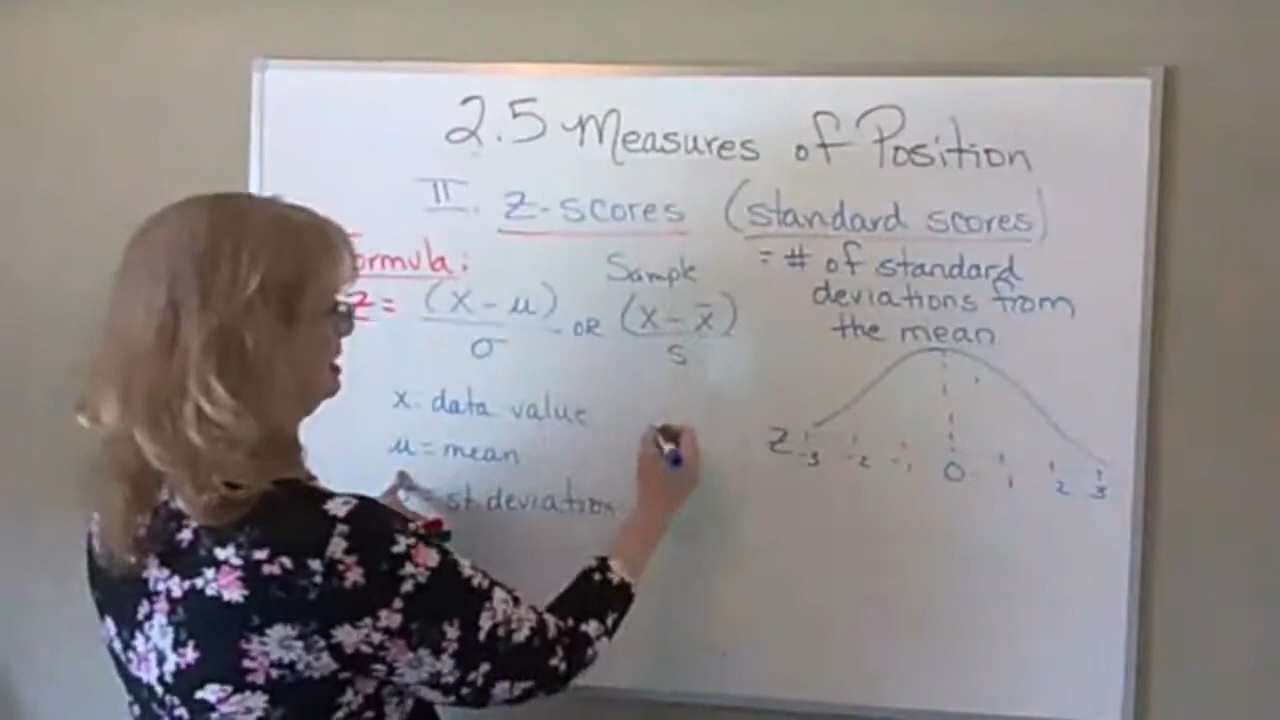 2.5 Measures of Position
II. Z-scores (standard scores)
= # of standard
deviations from
the mean
ormula:
Sample
z = (x - μ) OR (x - x̄)
σ s
x: data value
μ = mean
= st deviation
Z -3 -2 -1 0 1 2 3